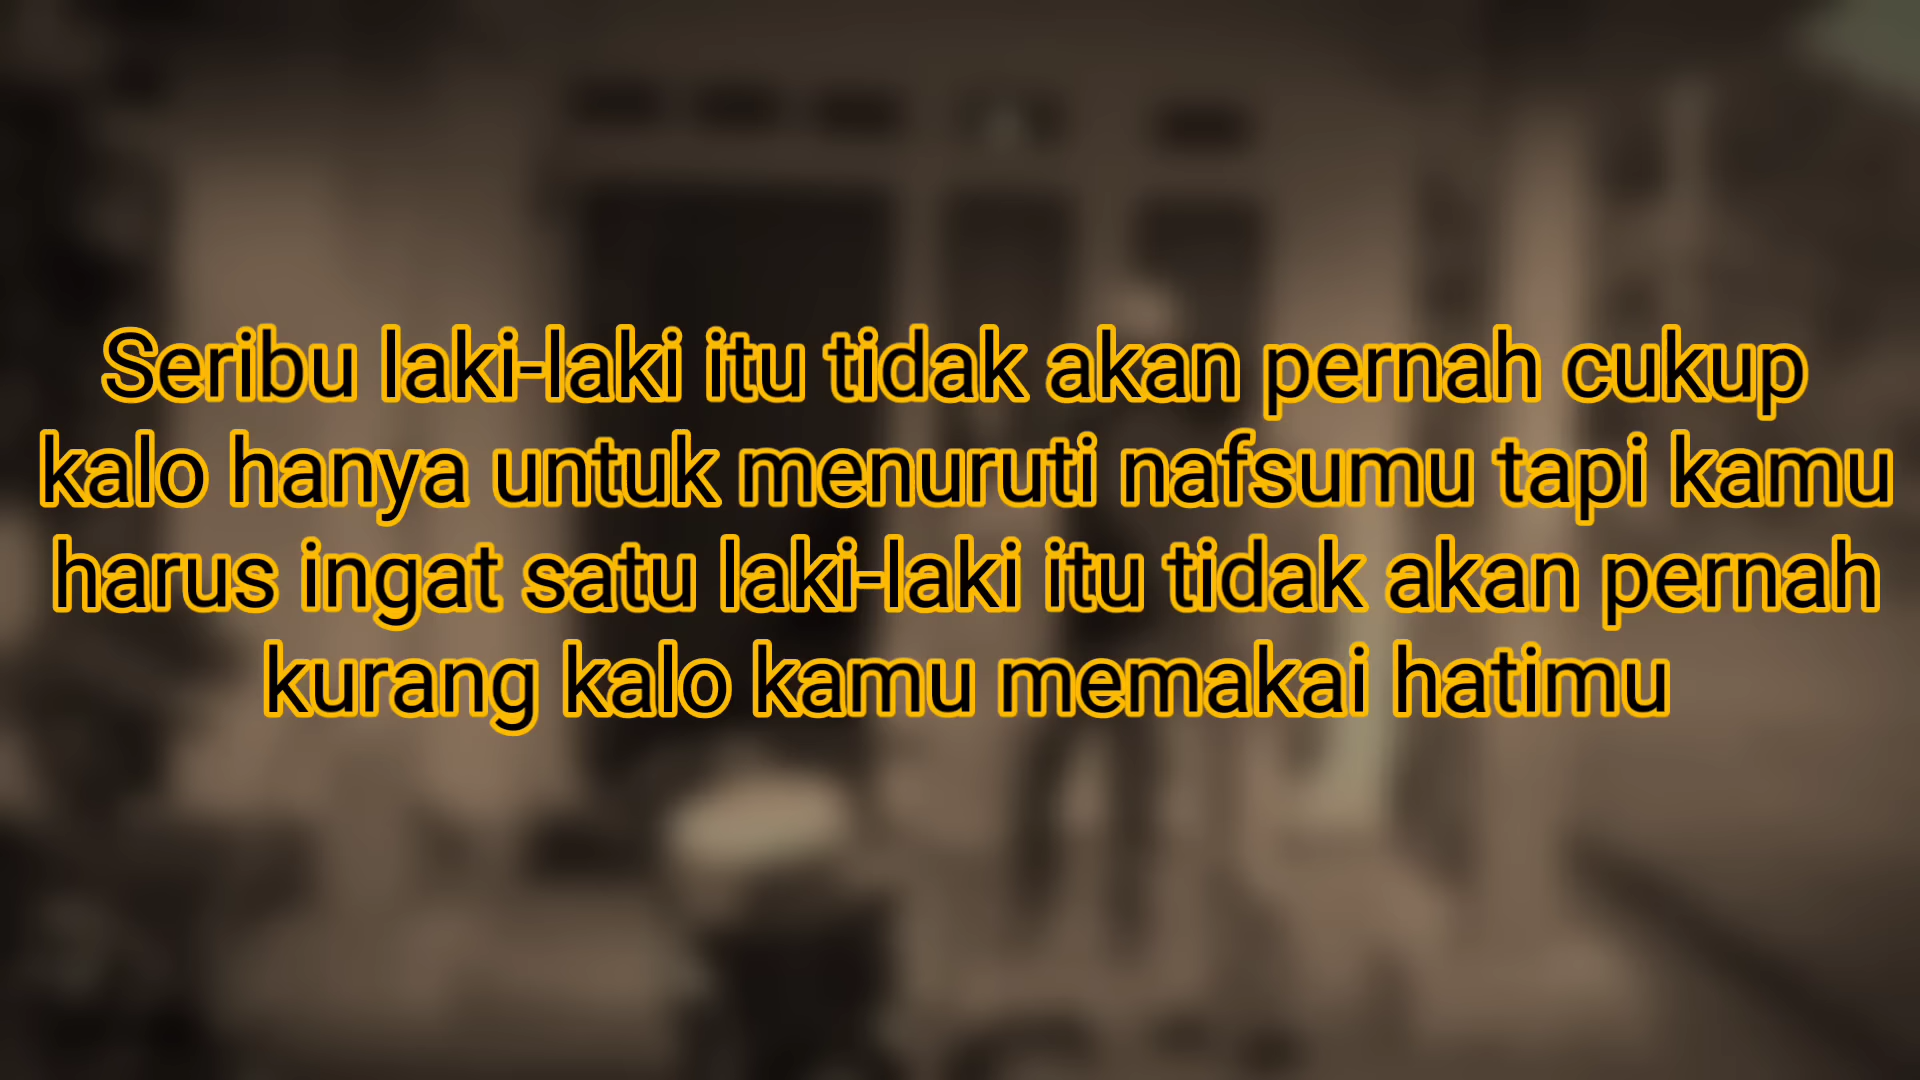 Seribu laki-laki itu tidak akan pernah cukup
kalo hanya untuk menuruti nafsumu tapi kamu
harus ingat satu laki-laki itu tidak akan pernah
kurang kalo kamu memakai hatimu